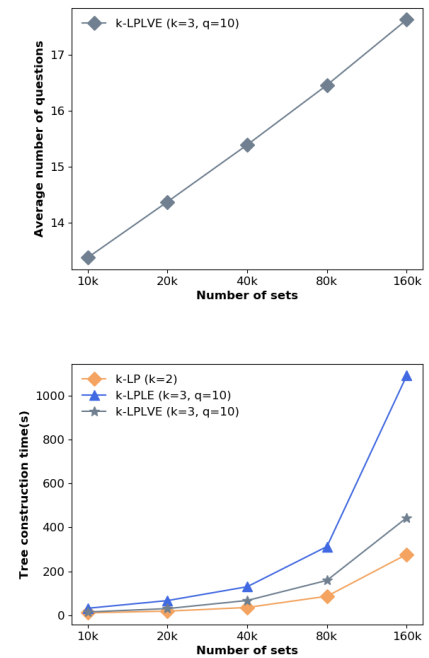 k-LPLVE (k=3, q=10)
17
16
15
14
Average number of questions
10k 20k 40k 80k 160k
Number of sets
k-LP (k=2)
k-LPLE (k=3, q=10)
k-LPLVE (k=3, q=10)
1000
800
600
400
200
0
Tree construction time(s)
10k 20k 40k 80k 160k
Number of sets